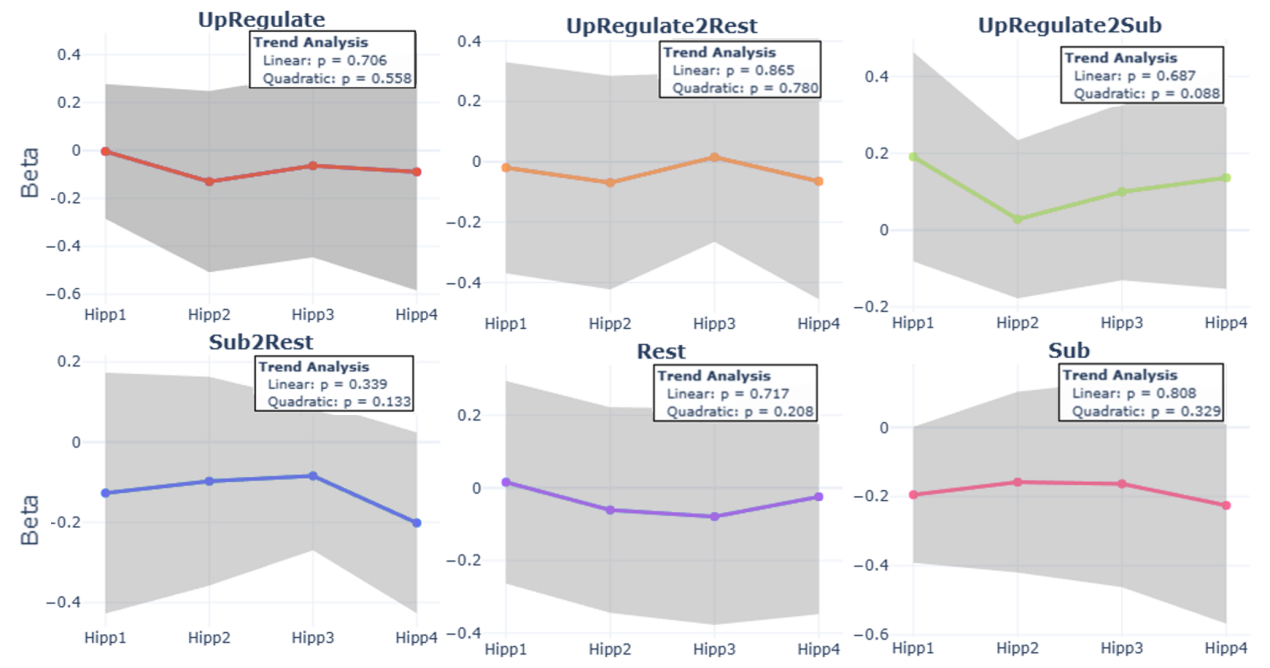 UpRegulate
Trend Analysis
Linear: p = 0.706
Quadratic: p = 0.558
0.4
0.2
0
−0.2
−0.4
−0.6
Beta
Hipp1 Hipp2 Hipp3 Hipp4
UpRegulate2Rest
Trend Analysis
Linear: p = 0.865
Quadratic: p = 0.780
0.4
0.2
0
−0.2
−0.4
Hipp1 Hipp2 Hipp3 Hipp4
UpRegulate2Sub
Trend Analysis
Linear: p = 0.687
Quadratic: p = 0.088
0.4
0.2
0
−0.2
Hipp1 Hipp2 Hipp3 Hipp4
Sub2Rest
Trend Analysis
Linear: p = 0.339
Quadratic: p = 0.133
0.2
0
−0.2
−0.4
Beta
Hipp1 Hipp2 Hipp3 Hipp4
Rest
Trend Analysis
Linear: p = 0.717
Quadratic: p = 0.208
0.2
0
−0.2
−0.4
Hipp1 Hipp2 Hipp3 Hipp4
Sub
Trend Analysis
Linear: p = 0.808
Quadratic: p = 0.329
0
−0.2
−0.4
−0.6
Hipp1 Hipp2 Hipp3 Hipp4